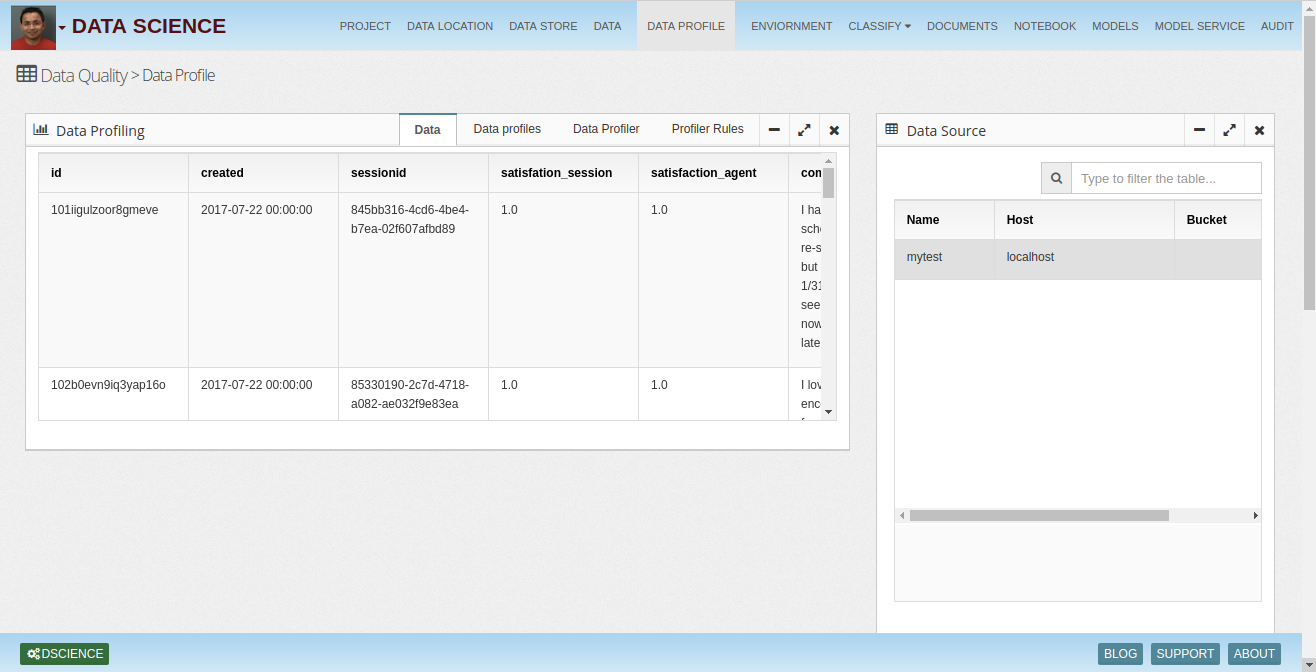 DATA SCIENCE
PROJECT DATA LOCATION DATA STORE DATA DATA PROFILE ENVIORNMENT CLASSIFY DOCUMENTS NOTEBOOK MODELS MODEL SERVICE AUDIT
Data Quality > Data Profile
Data Profiling
Data Data profiles Data Profiler Profiler Rules
id created sessionid satisfation_session satisfaction_agent
101iigulzoor8gmeve 2017-07-22 00:00:00 845bb316-4cd6-4be4- 1.0 1.0 I ha
b7ea-02f607afbd89 sch
re-s
but
1/31
see
now
late
102b0evn9iq3yap16o 2017-07-22 00:00:00 85330190-2c7d-4718- 1.0 1.0 I lov
a082-ae032f9e83ea enc
Data Source
Type to filter the table...
Name Host Bucket
mytest localhost
DSCIENCE
BLOG SUPPORT ABOUT